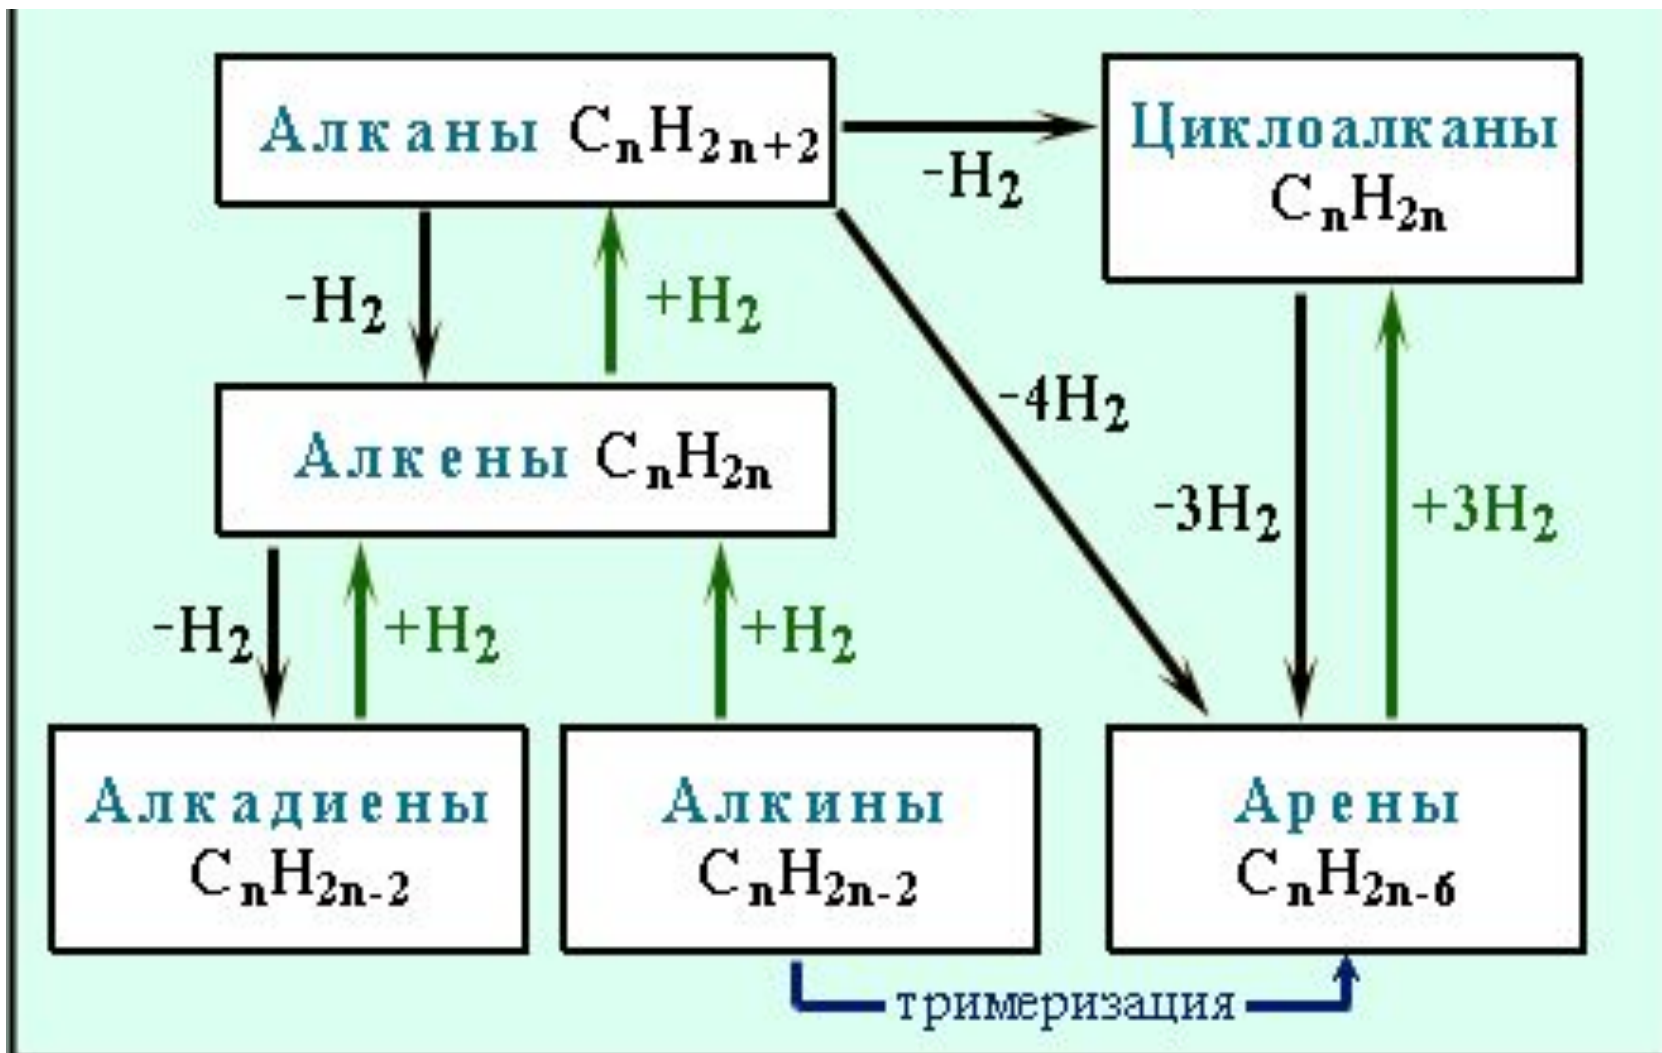 Алканы CnH2n+2
Циклоалканы
CnH2n
-H2
-H2
+H2
-4H2
Алкены CnH2n
-3H2
+3H2
-H2
+H2
+H2
Алкадиены
CnH2n-2
Алкины
CnH2n-2
Арены
CnH2n-6
тримеризация